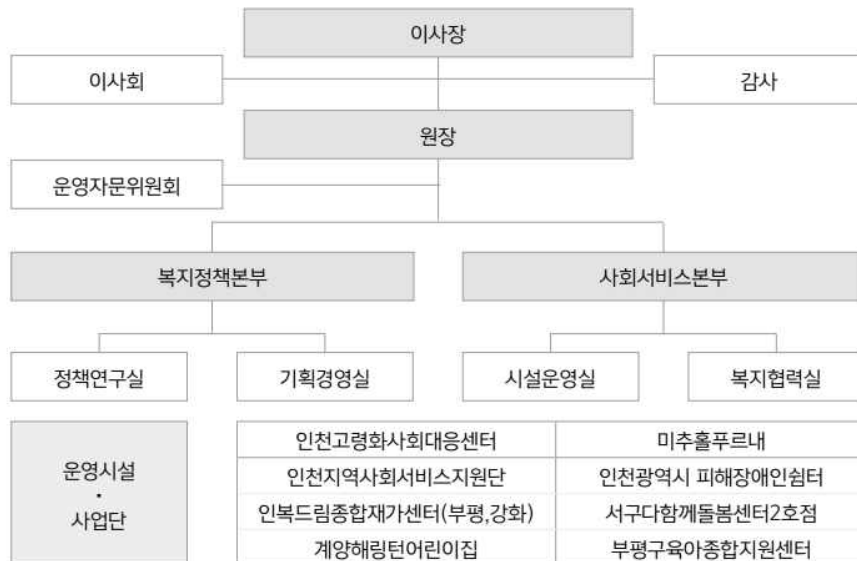 이사장
이사회
감사
원장
운영자문위원회
복지정책본부
사회서비스본부
정책연구실
기획경영실
시설운영실
복지협력실
운영시설
·
사업단
인천고령화사회대응센터
미추홀푸르내
인천지역사회서비스지원단
인천광역시 피해장애인쉼터
인복드림종합재가센터(부평,강화)
서구다함께돌봄센터2호점
계양해링턴어린이집
부평구육아종합지원센터